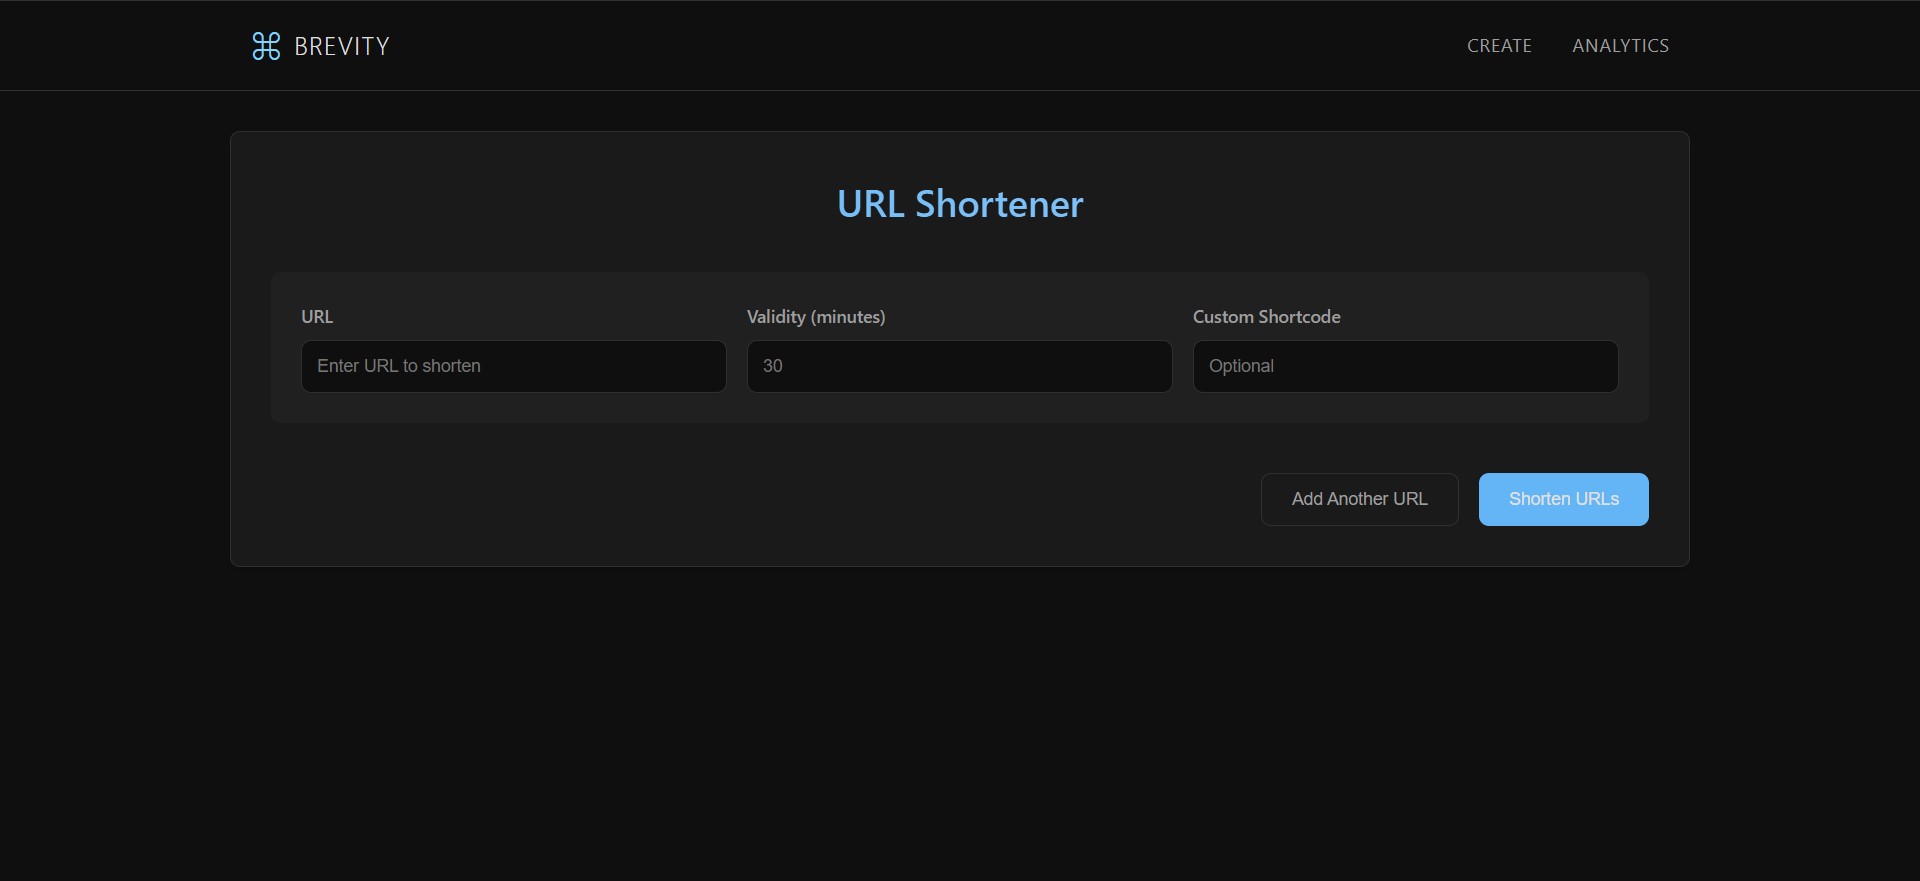 ⌘ BREVITY
CREATE ANALYTICS
URL Shortener
URL Validity (minutes) Custom Shortcode
Enter URL to shorten 30 Optional
Add Another URL Shorten URLs